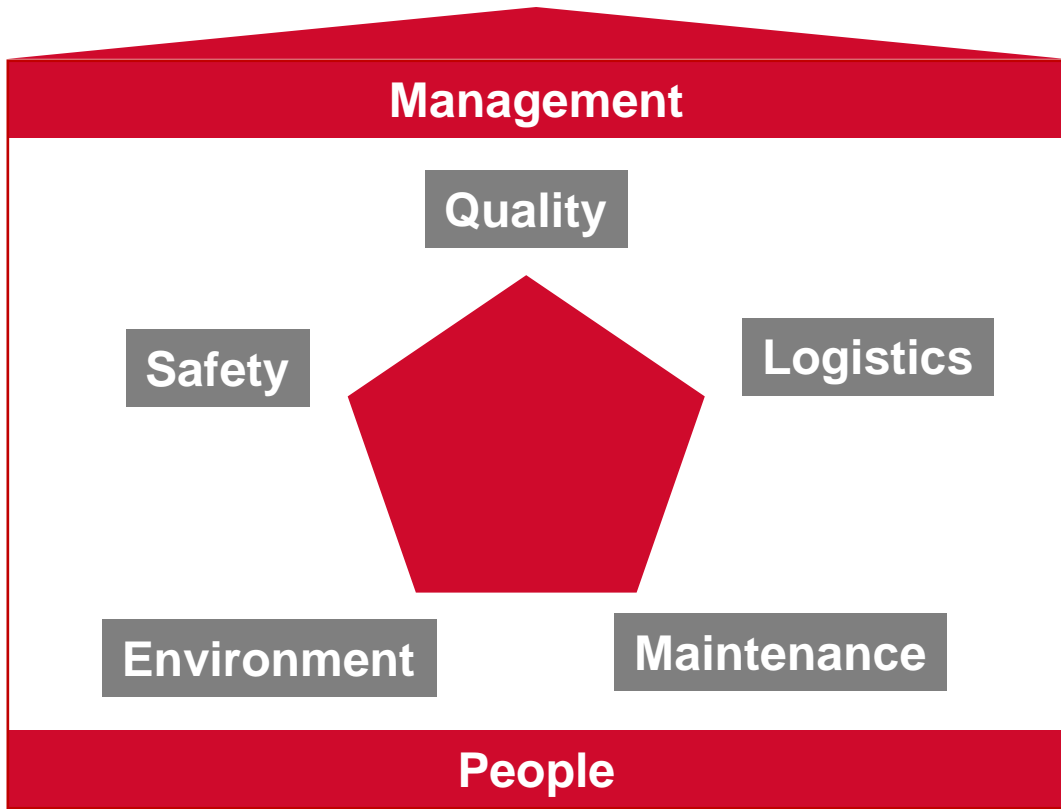 Management
Quality
Safety
Logistics
Environment
Maintenance
People